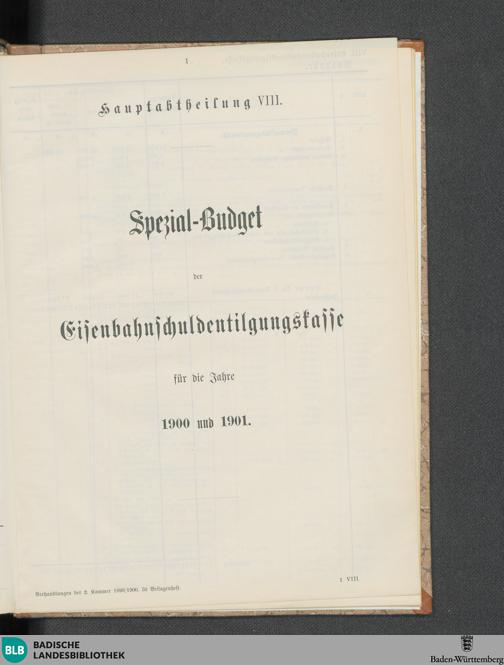 1
Hauptabtheilung VIII.
Spezial-Budget
der
Eisenbahnschuldentilgungskasse
für die Jahre
1900 und 1901.
Verhandlungen der 2. Kammer 1899/1900. Beilagenheft.
1 VIII
BLB BADISCHE
LANDESBIBLIOTHEK
Baden-Württemberg